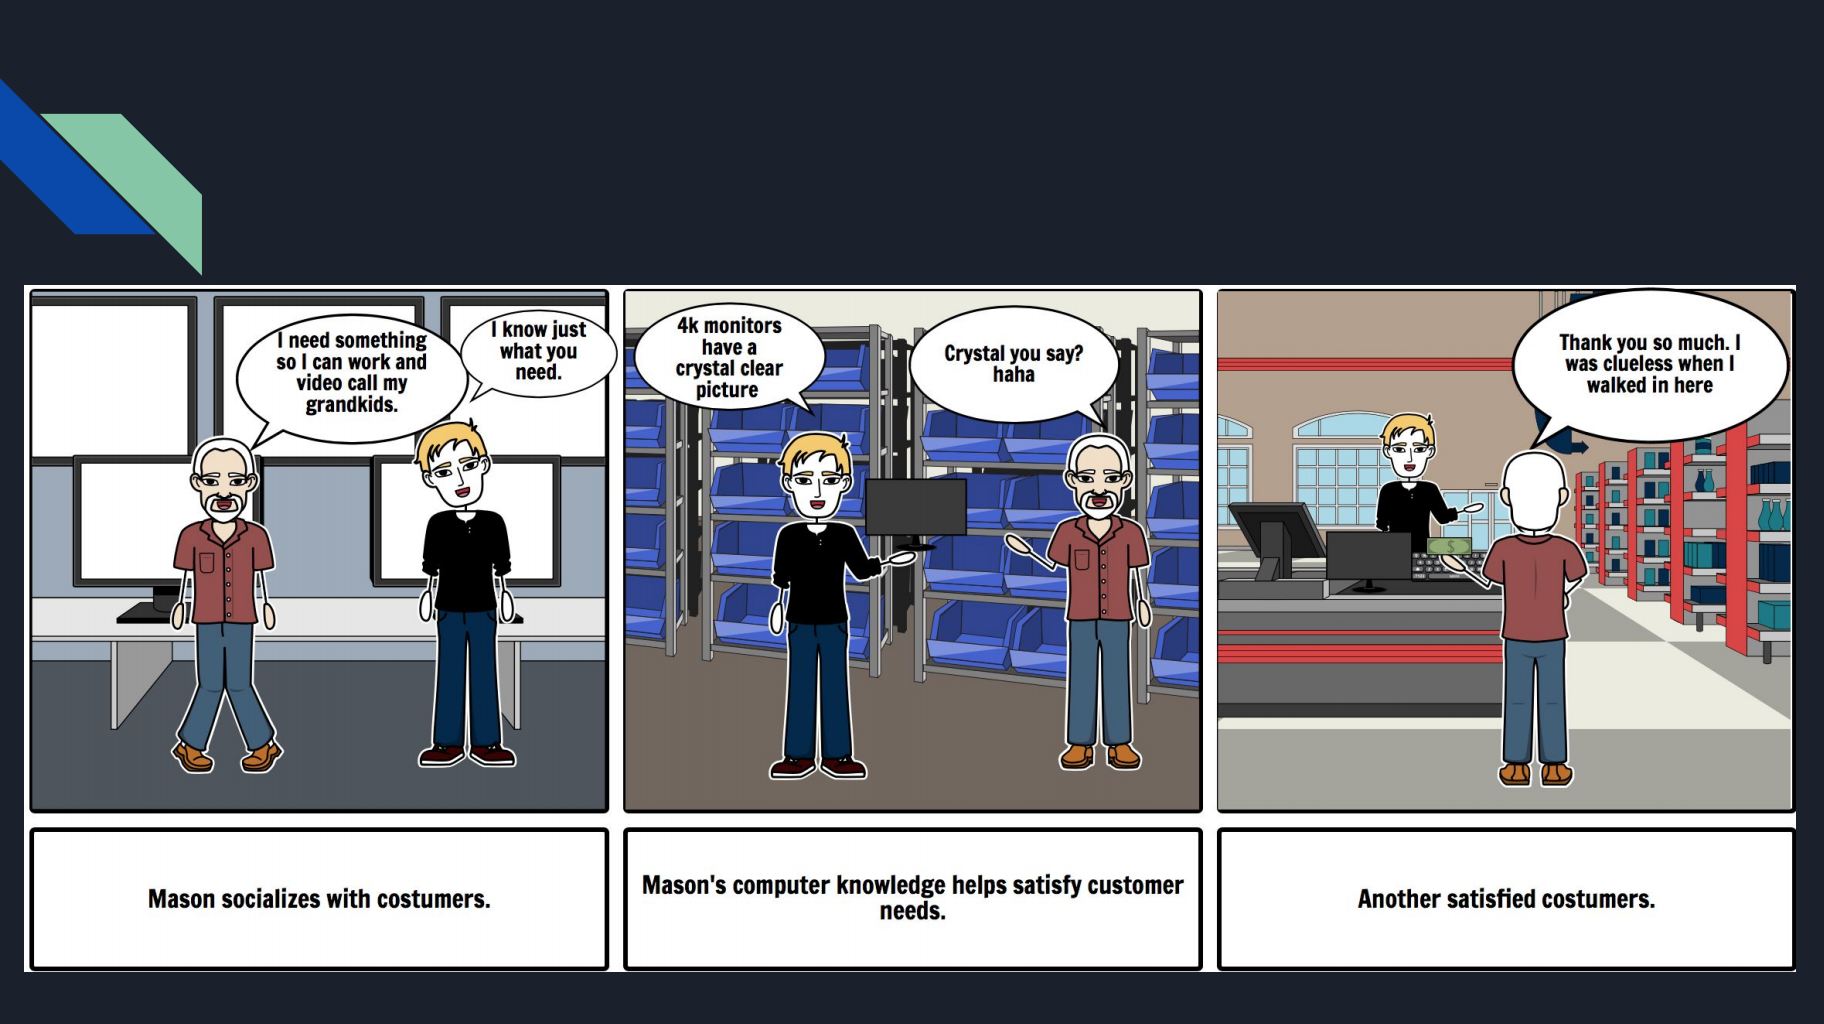 I need something
so I can work and
video call my
grandkids.
I know just
what you
need.
4k monitors
have a
crystal clear
picture
Crystal you say?
haha
Thank you so much. I
was clueless when I
walked in here
Mason socializes with costumers.
Mason's computer knowledge helps satisfy customer
needs.
Another satisfied costumers.